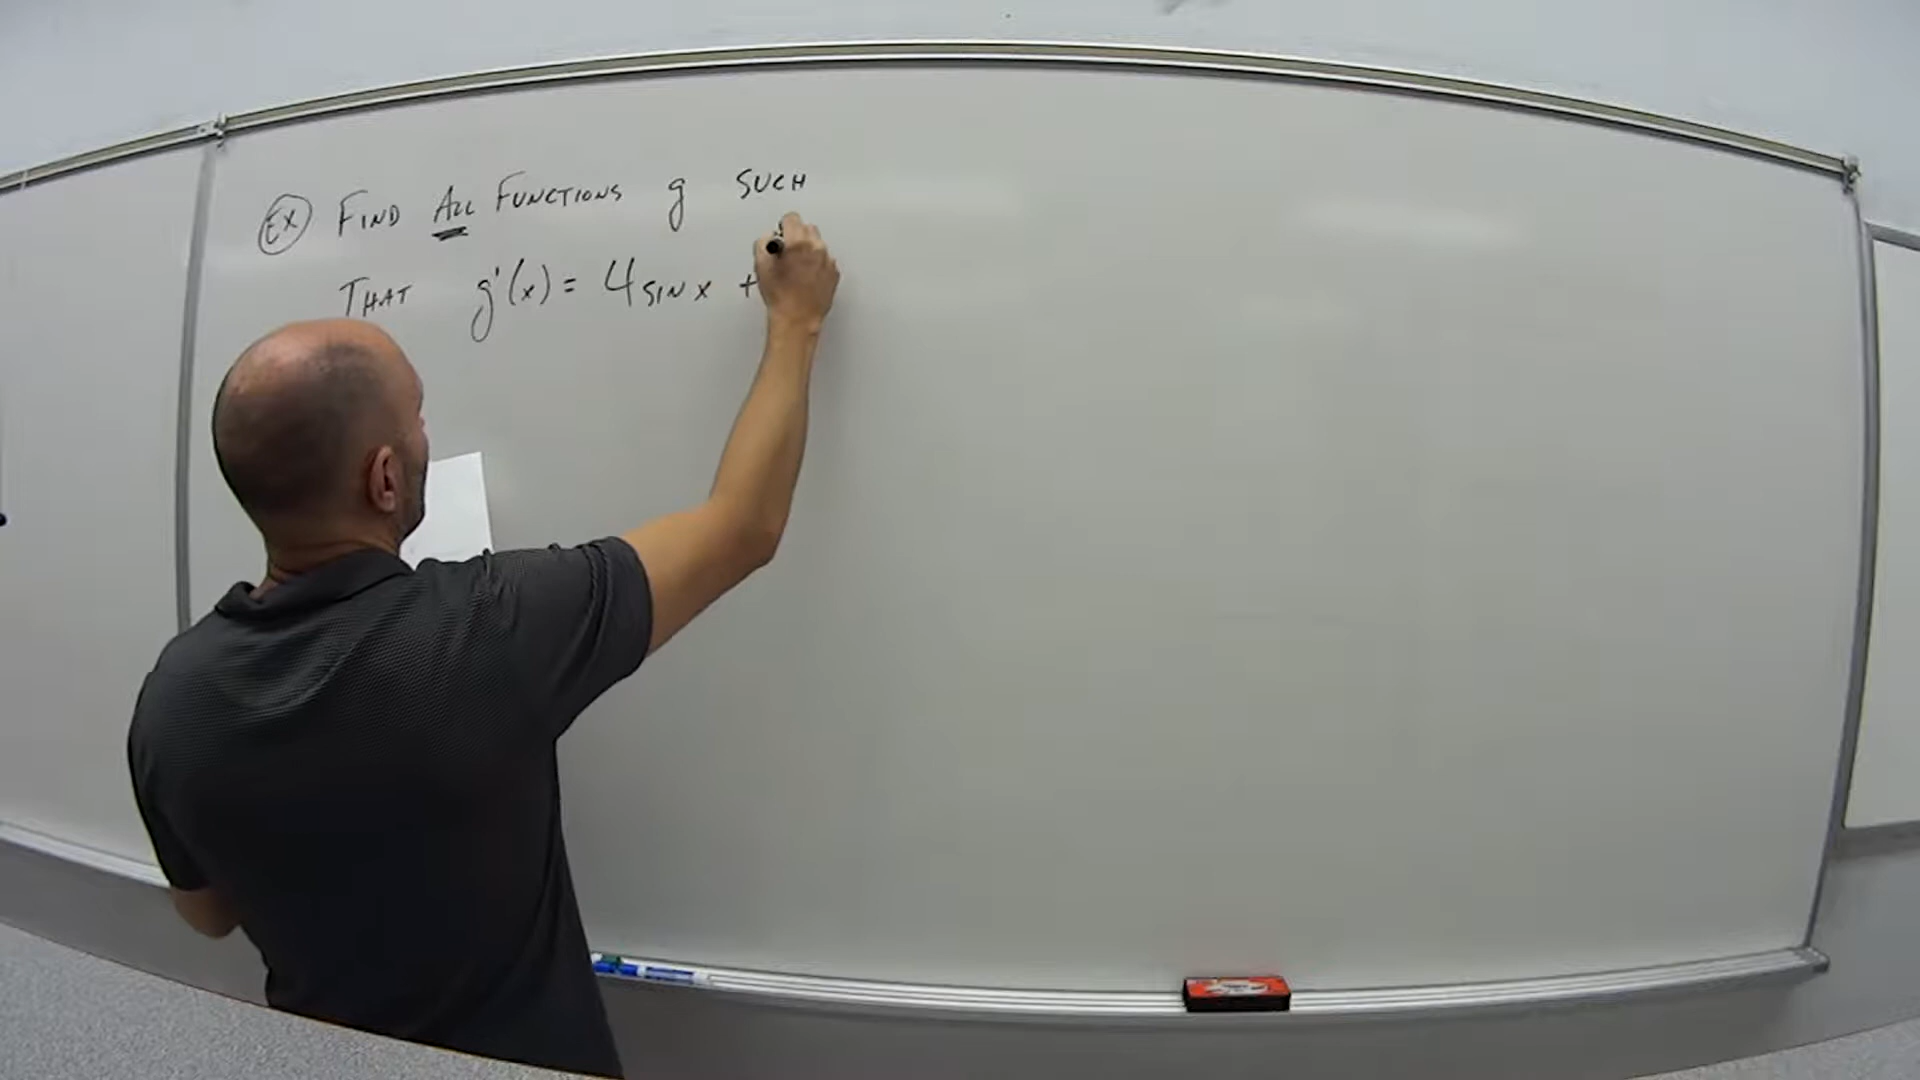 EX FIND ALL FUNCTIONS g SUCH
THAT g'(x) = 4 SIN x +